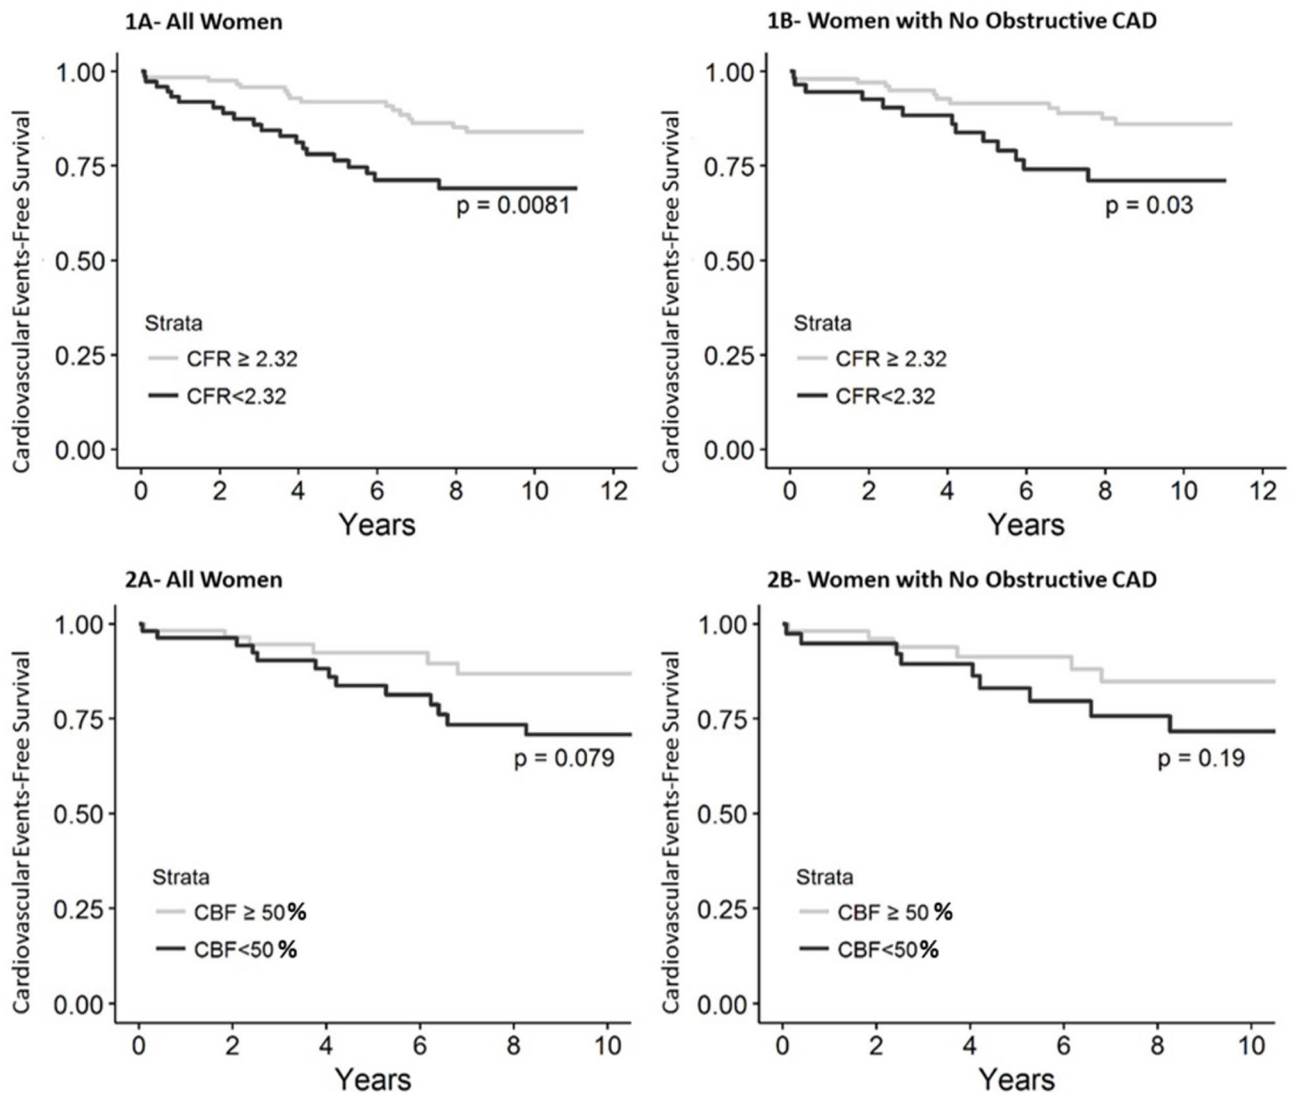 1A- All Women
Cardiovascular Events-Free Survival
1.00
0.75
0.50
0.25
0.00
p = 0.0081
Strata
CFR ≥ 2.32
CFR<2.32
0 2 4 6 8 10 12
Years
1B- Women with No Obstructive CAD
Cardiovascular Events-Free Survival
1.00
0.75
0.50
0.25
0.00
p = 0.03
Strata
CFR ≥ 2.32
CFR<2.32
0 2 4 6 8 10 12
Years
2A- All Women
Cardiovascular Events-Free Survival
1.00
0.75
0.50
0.25
0.00
p = 0.079
Strata
CBF ≥ 50%
CBF<50%
0 2 4 6 8 10
Years
2B- Women with No Obstructive CAD
Cardiovascular Events-Free Survival
1.00
0.75
0.50
0.25
0.00
p = 0.19
Strata
CBF ≥ 50%
CBF<50%
0 2 4 6 8 10
Years